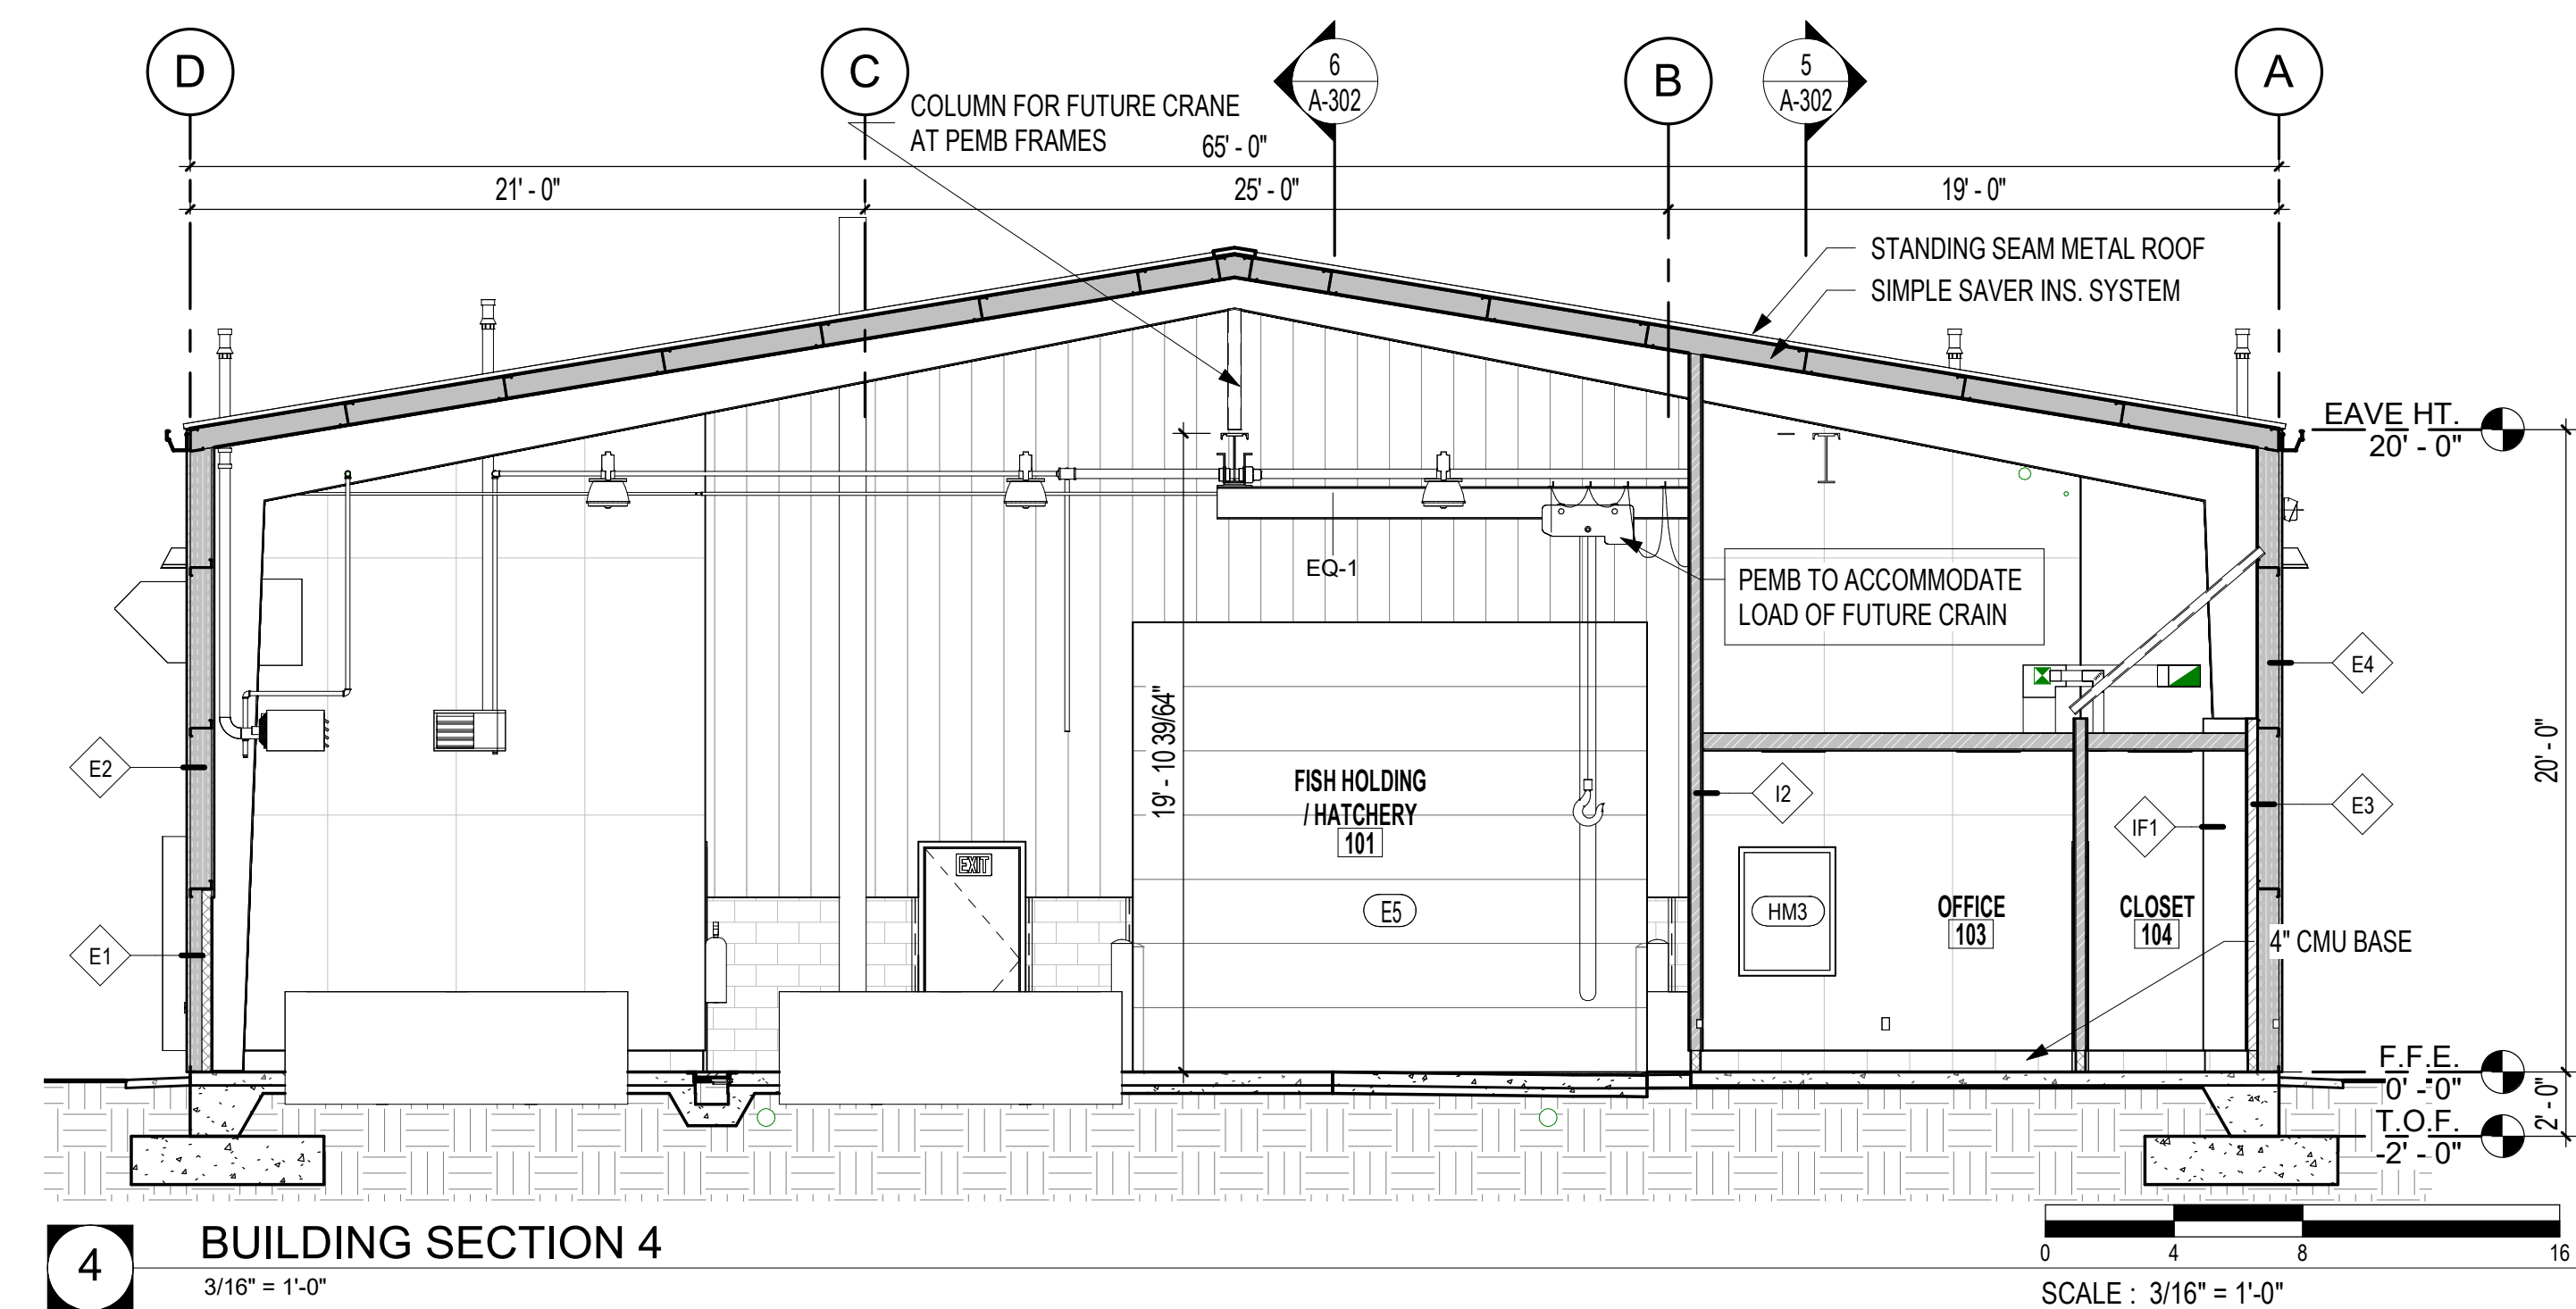 D
C
6
A-302
B
5
A-302
A
COLUMN FOR FUTURE CRANE
AT PEMB FRAMES
65' - 0"
21' - 0"
25' - 0"
19' - 0"
STANDING SEAM METAL ROOF
SIMPLE SAVER INS. SYSTEM
EAVE HT.
20' - 0"
EQ-1
PEMB TO ACCOMMODATE
LOAD OF FUTURE CRAIN
E4
19' - 10 39/64"
20' - 0"
E2
FISH HOLDING
/ HATCHERY
101
I2
E3
IF1
EXIT
E5
HM3
OFFICE
103
CLOSET
104
E1
4" CMU BASE
F.F.E.
0' - 0"
T.O.F.
-2' - 0"
2' - 0"
4
BUILDING SECTION 4
3/16" = 1'-0"
0 4 8 16
SCALE : 3/16" = 1'-0"